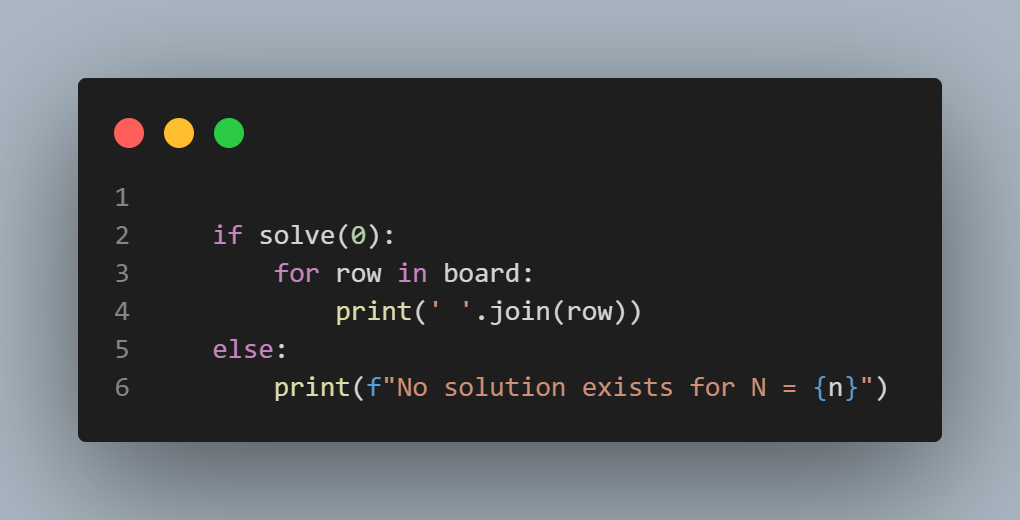 1
2     if solve(0):
3         for row in board:
4             print(' '.join(row))
5     else:
6         print(f"No solution exists for N = {n}")